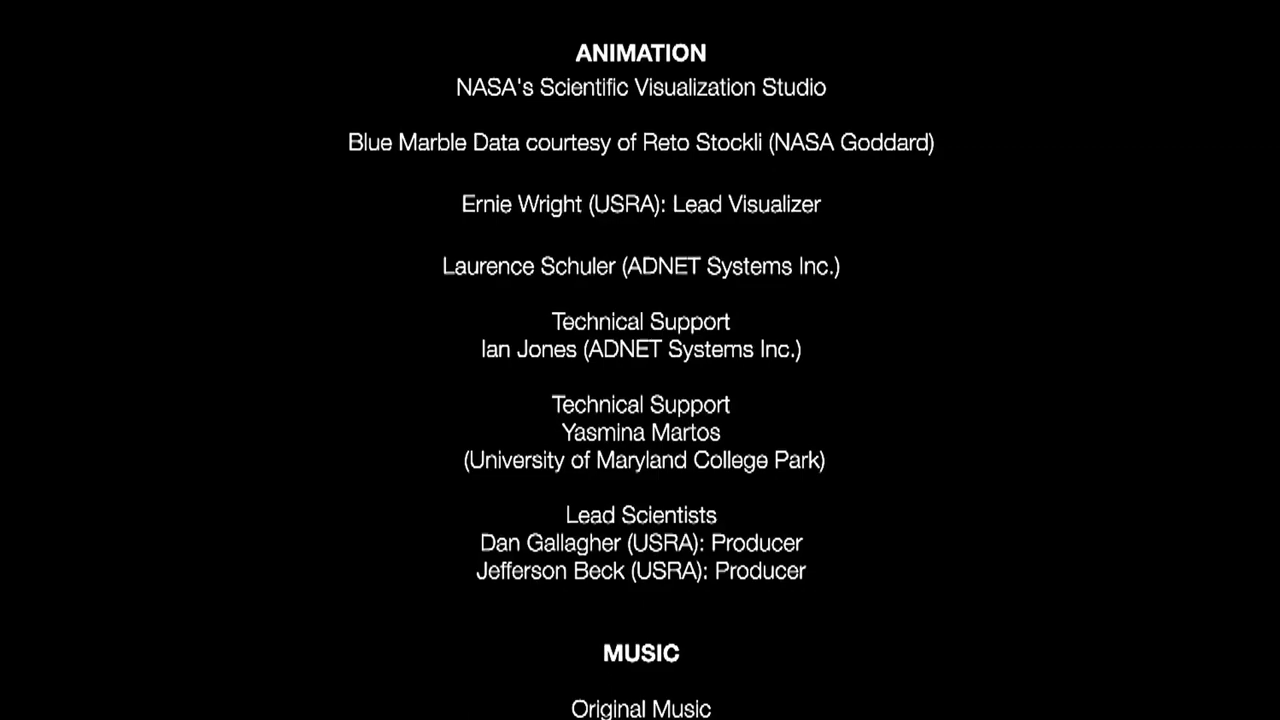 ANIMATION
NASA's Scientific Visualization Studio
Blue Marble Data courtesy of Reto Stockli (NASA Goddard)
Ernie Wright (USRA): Lead Visualizer
Laurence Schuler (ADNET Systems Inc.)
Technical Support
Ian Jones (ADNET Systems Inc.)
Technical Support
Yasmina Martos
(University of Maryland College Park)
Lead Scientists
Dan Gallagher (USRA): Producer
Jefferson Beck (USRA): Producer
MUSIC
Original Music